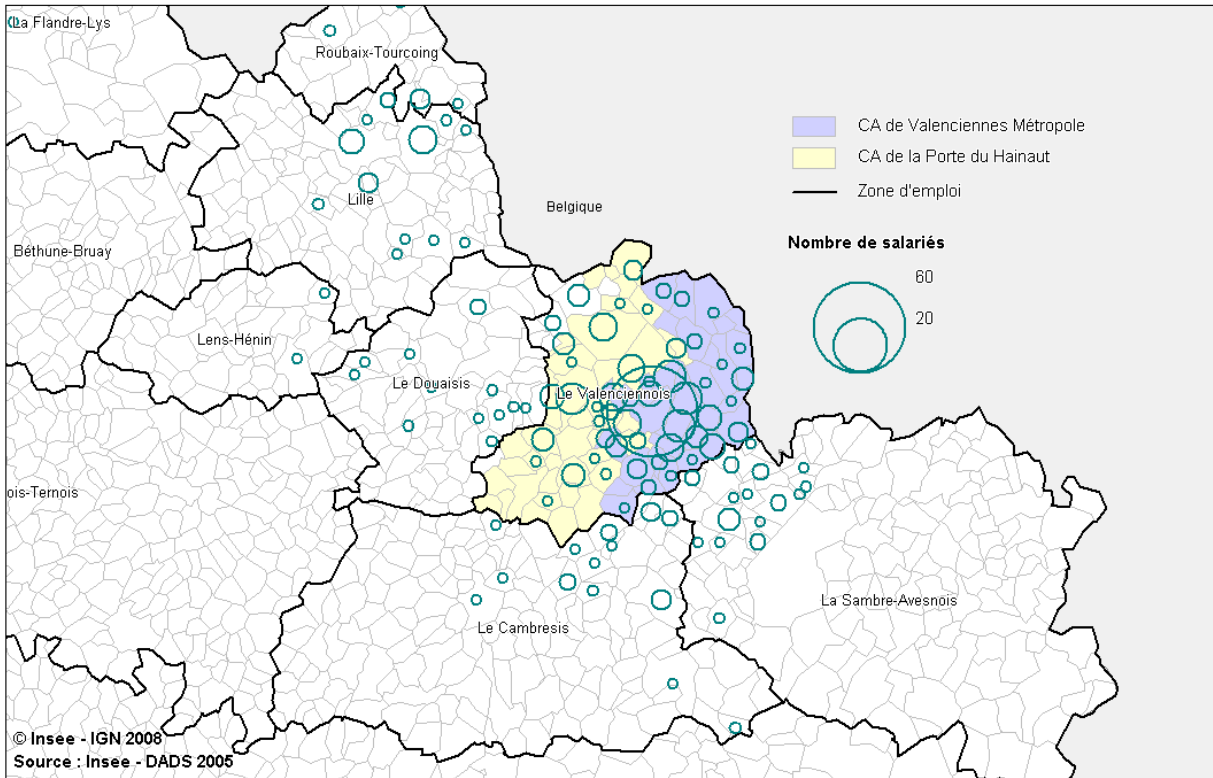 La Flandre-Lys
Roubaix-Tourcoing
CA de Valenciennes Métropole
CA de la Porte du Hainaut
Zone d'emploi
Lille
Belgique
Béthune-Bruay
Nombre de salariés
60
20
Lens-Hénin
Le Douaisis
Le Valenciennois
ois-Ternois
La Sambre-Avesnois
Le Cambresis
© Insee - IGN 2008
Source : Insee - DADS 2005